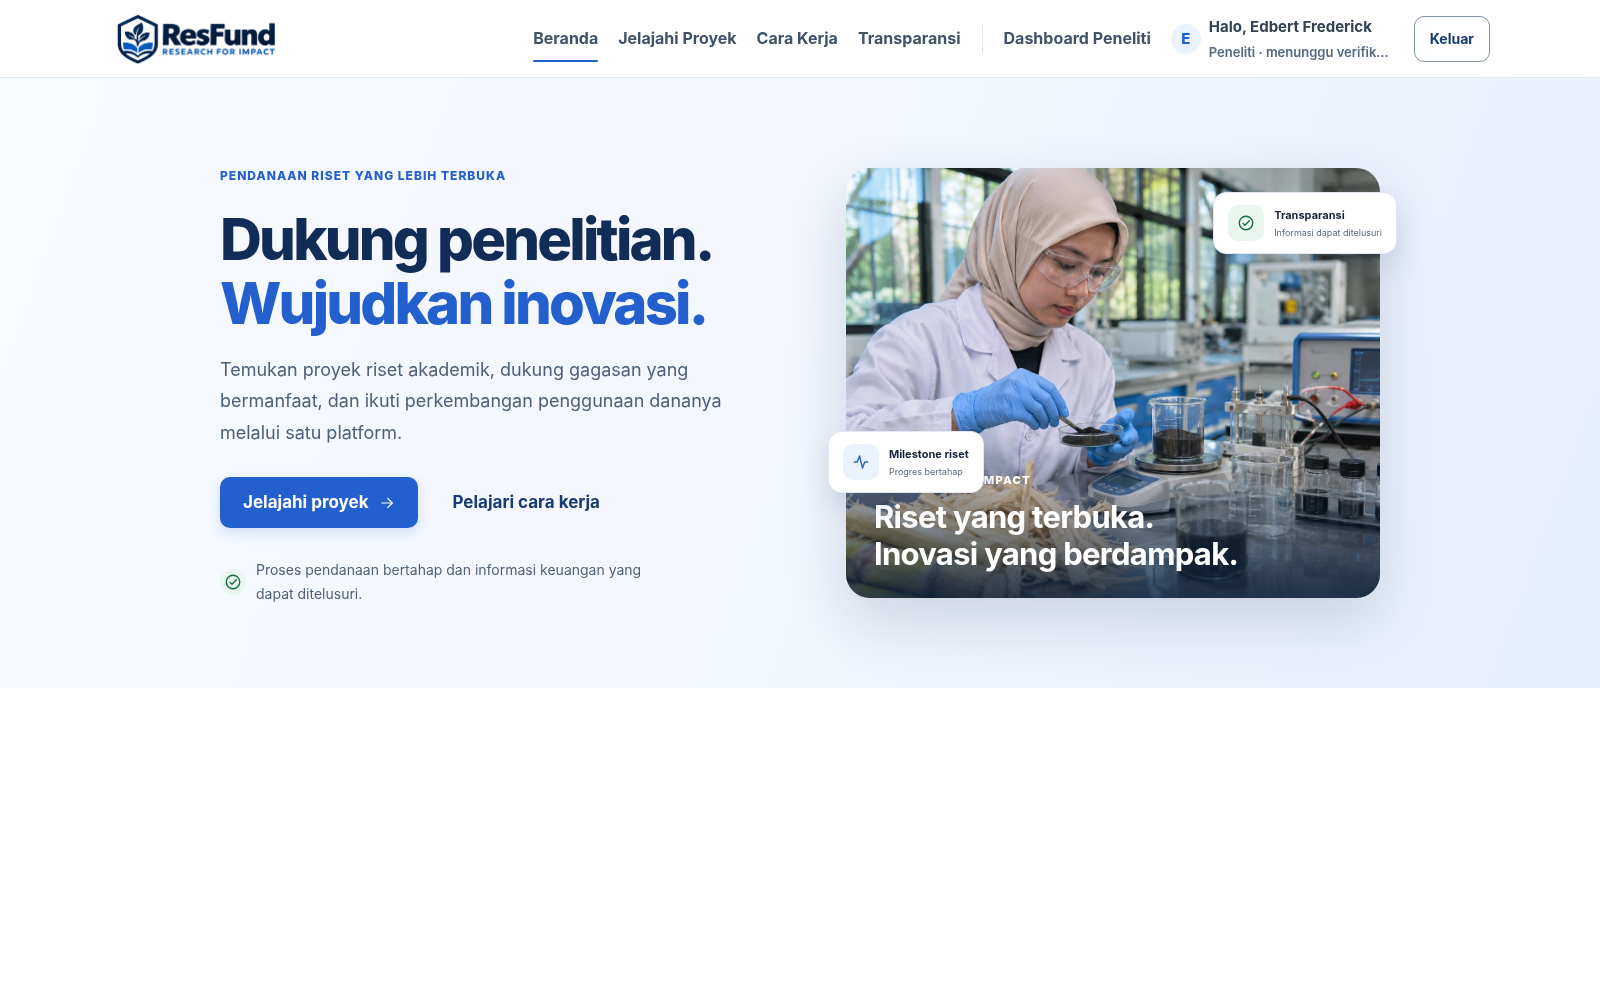 ResFund
RESEARCH FOR IMPACT
Beranda
Jelajahi Proyek
Cara Kerja
Transparansi
Dashboard Peneliti
E
Halo, Edbert Frederick
Peneliti · menunggu verifik...
Keluar
PENDANAAN RISET YANG LEBIH TERBUKA
Dukung penelitian.
Wujudkan inovasi.
Temukan proyek riset akademik, dukung gagasan yang
bermanfaat, dan ikuti perkembangan penggunaan dananya
melalui satu platform.
Jelajahi proyek →
Pelajari cara kerja
Proses pendanaan bertahap dan informasi keuangan yang
dapat ditelusuri.
Transparansi
Informasi dapat ditelusuri
Milestone riset
Progres bertahap
MPACT
Riset yang terbuka.
Inovasi yang berdampak.